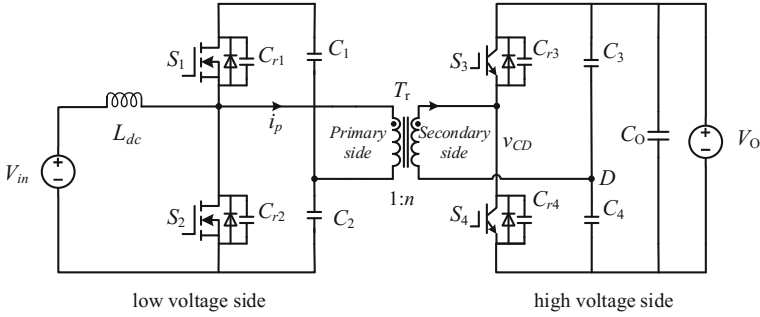 S1
Cr1
C1
Ldc
ip
Tr
Primary
side
Secondary
side
1:n
Vin
S2
Cr2
C2
S3
Cr3
C3
vCD
D
CO
VO
S4
Cr4
C4
low voltage side
high voltage side